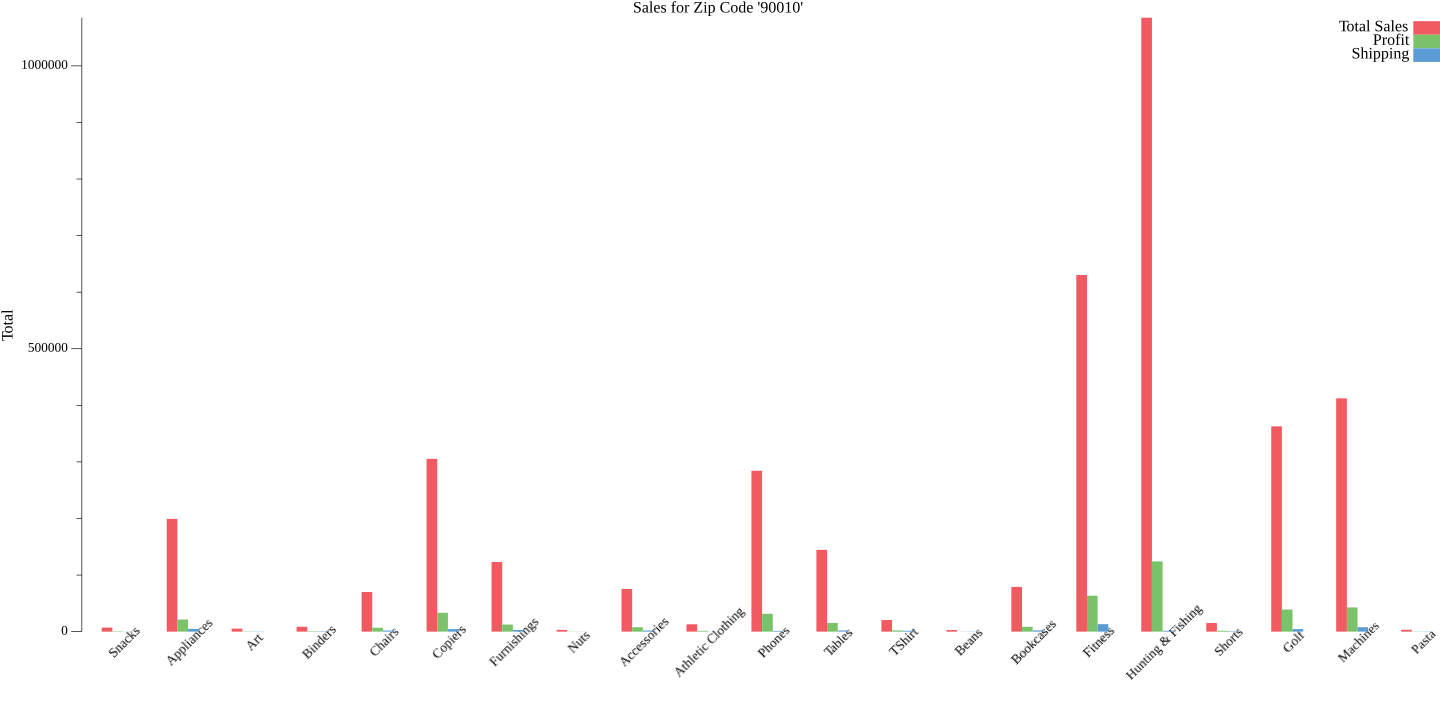 Sales for Zip Code '90010'
Total Sales
Profit
Shipping
1000000
500000
0
Total
Snacks
Appliances
Art
Binders
Chairs
Copiers
Furnishings
Nuts
Accessories
Athletic Clothing
Phones
Tables
TShirt
Beans
Bookcases
Fitness
Hunting & Fishing
Shorts
Golf
Machines
Pasta